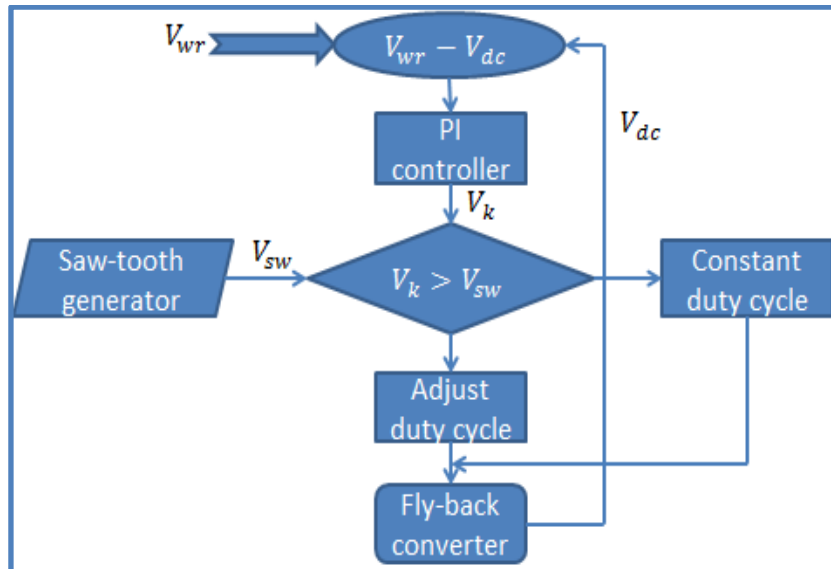 V_wr
V_wr − V_dc
PI
controller
V_dc
V_k
Saw-tooth
generator
V_sw
V_k > V_sw
Constant
duty cycle
Adjust
duty cycle
Fly-back
converter